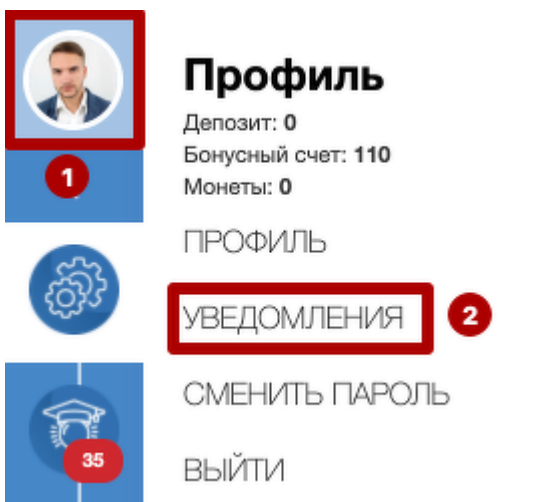 Профиль
Депозит: 0
Бонусный счет: 110
1
Монеты: 0
ПРОФИЛЬ
УВЕДОМЛЕНИЯ
2
СМЕНИТЬ ПАРОЛЬ
35
ВЫЙТИ